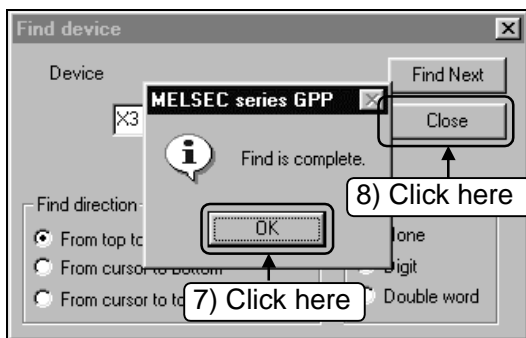 Find device
Device
Find Next
MELSEC series GPP
X3
Close
Find is complete.
8) Click here
Find direction
OK
From top to
None
From cursor to bottom
Digit
From cursor to to
7) Click here
Double word